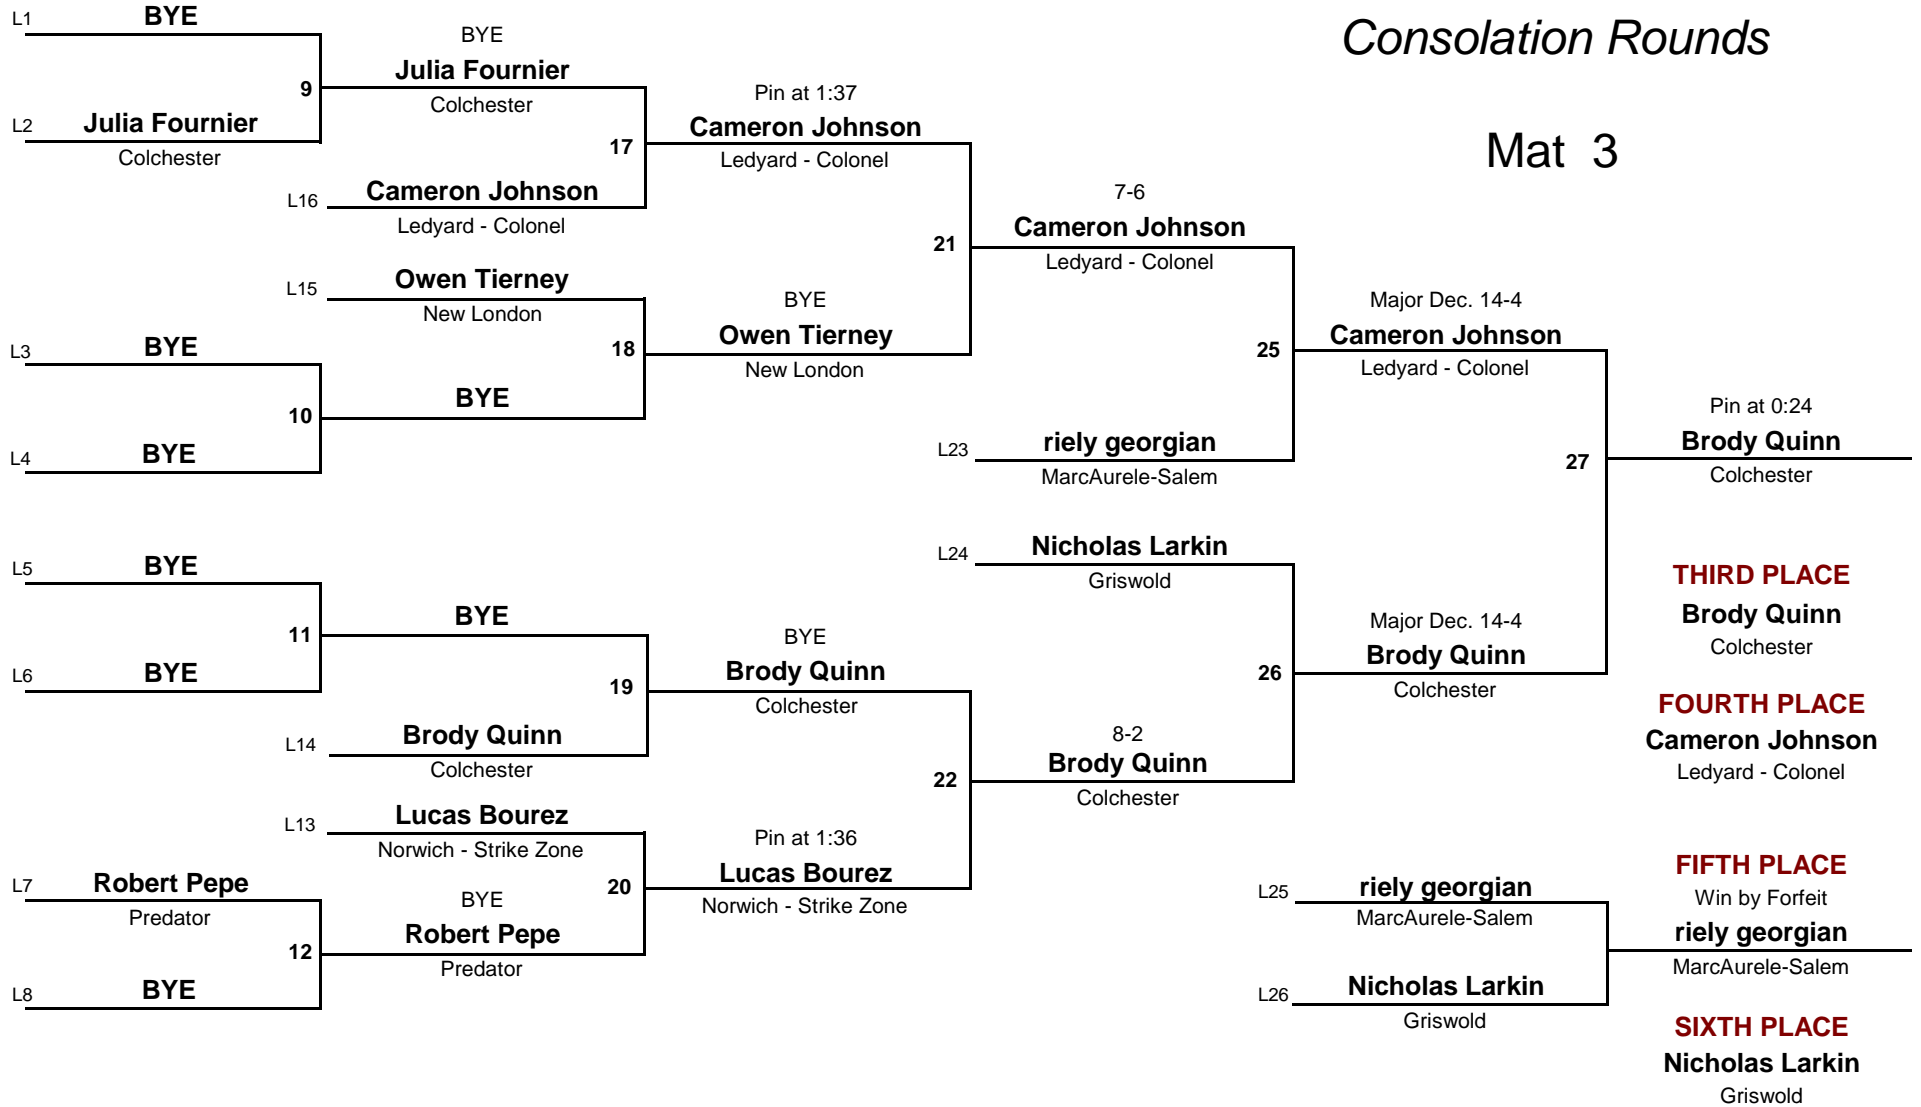 Consolation Rounds
Mat 3
L1 BYE
L2 Julia Fournier
Colchester
9
BYE
Julia Fournier
Colchester
L16 Cameron Johnson
Ledyard - Colonel
17
Pin at 1:37
Cameron Johnson
Ledyard - Colonel
L15 Owen Tierney
New London
L3 BYE
L4 BYE
10
BYE
18
BYE
Owen Tierney
New London
21
7-6
Cameron Johnson
Ledyard - Colonel
L23 riely georgian
MarcAurele-Salem
25
Major Dec. 14-4
Cameron Johnson
Ledyard - Colonel
L5 BYE
L6 BYE
11
BYE
L14 Brody Quinn
Colchester
19
BYE
Brody Quinn
Colchester
L13 Lucas Bourez
Norwich - Strike Zone
L7 Robert Pepe
Predator
L8 BYE
12
BYE
Robert Pepe
Predator
20
Pin at 1:36
Lucas Bourez
Norwich - Strike Zone
22
L24 Nicholas Larkin
Griswold
8-2
Brody Quinn
Colchester
26
Major Dec. 14-4
Brody Quinn
Colchester
27
Pin at 0:24
Brody Quinn
Colchester
THIRD PLACE
Brody Quinn
Colchester
FOURTH PLACE
Cameron Johnson
Ledyard - Colonel
L25 riely georgian
MarcAurele-Salem
L26 Nicholas Larkin
Griswold
FIFTH PLACE
Win by Forfeit
riely georgian
MarcAurele-Salem
SIXTH PLACE
Nicholas Larkin
Griswold